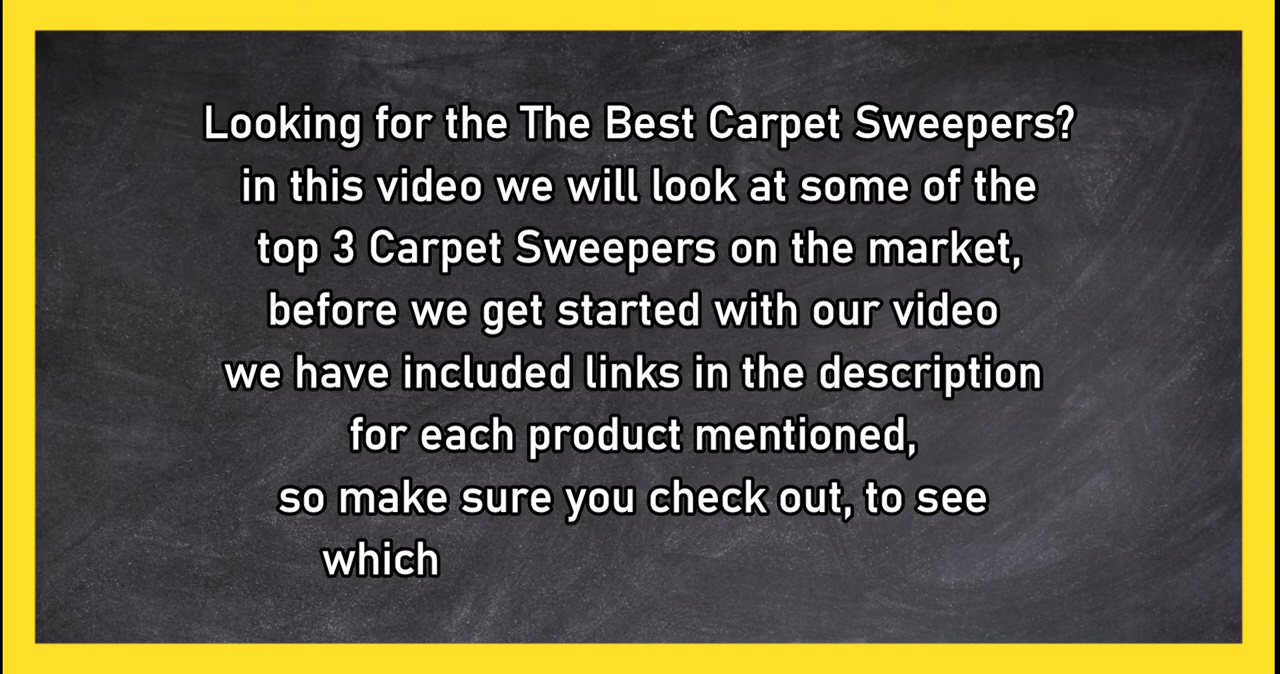 Looking for the The Best Carpet Sweepers?
in this video we will look at some of the
top 3 Carpet Sweepers on the market,
before we get started with our video
we have included links in the description
for each product mentioned,
so make sure you check out, to see
which